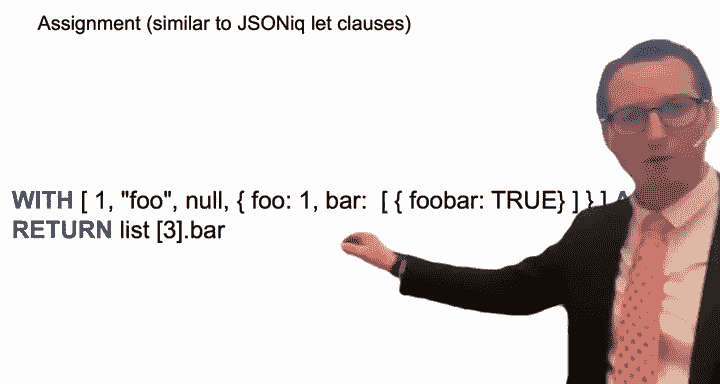 Assignment (similar to JSONiq let clauses)
WITH [ 1, "foo", null, { foo: 1, bar: [ { foobar: TRUE} ] } ]
RETURN list [3].bar